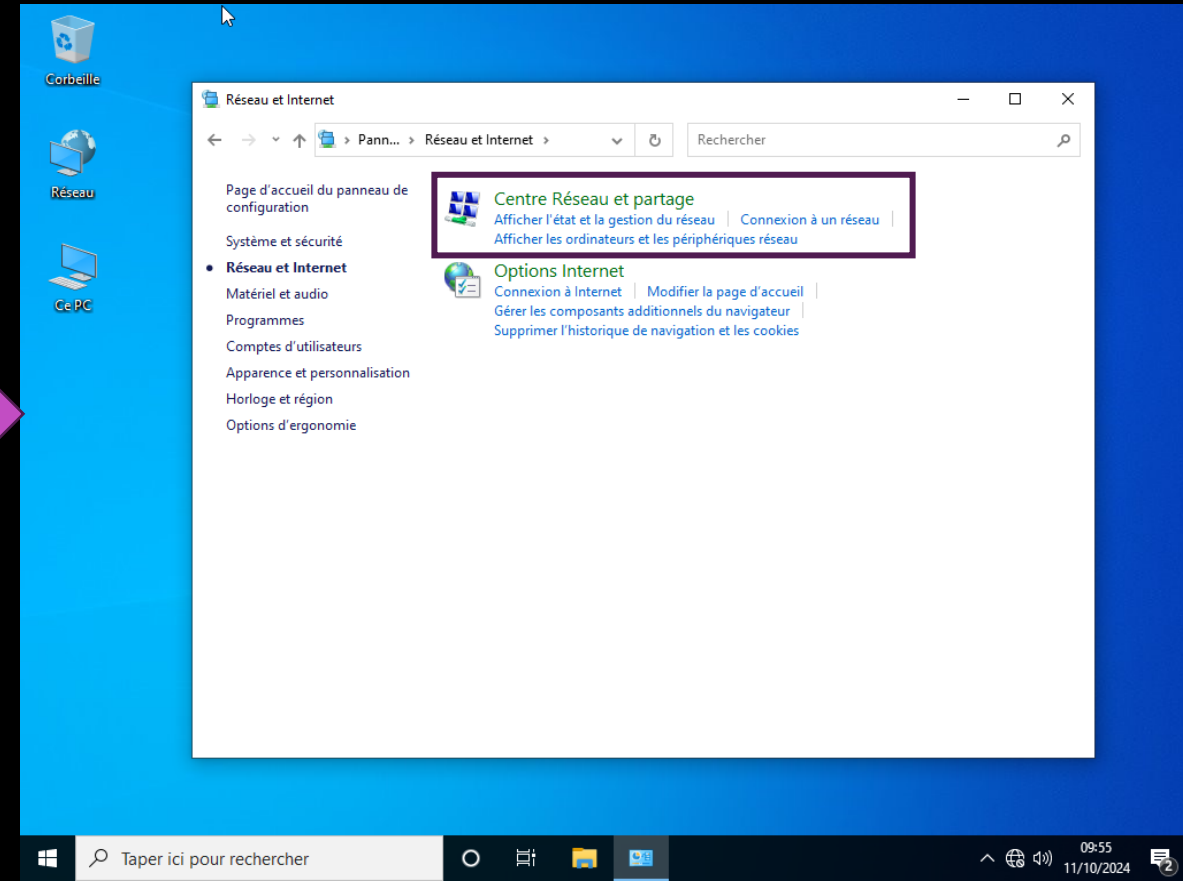 Corbeille
Réseau
Ce PC
Réseau et Internet
Pann... > Réseau et Internet >
Rechercher
Page d'accueil du panneau de
configuration
Système et sécurité
Réseau et Internet
Matériel et audio
Programmes
Comptes d'utilisateurs
Apparence et personnalisation
Horloge et région
Options d'ergonomie
Centre Réseau et partage
Afficher l'état et la gestion du réseau | Connexion à un réseau
Afficher les ordinateurs et les périphériques réseau
Options Internet
Connexion à Internet | Modifier la page d'accueil
Gérer les composants additionnels du navigateur
Supprimer l'historique de navigation et les cookies
Taper ici pour rechercher
09:55
11/10/2024
2